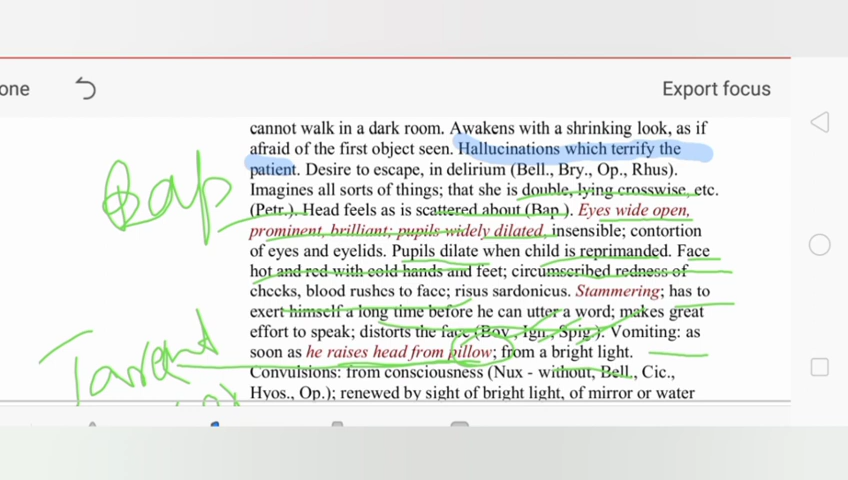 one
Export focus
cannot walk in a dark room. Awakens with a shrinking look, as if
afraid of the first object seen. Hallucinations which terrify the
patient. Desire to escape, in delirium (Bell., Bry., Op., Rhus).
Imagines all sorts of things; that she is double, lying crosswise, etc.
(Petr.). Head feels as is scattered about (Bap.). Eyes wide open,
prominent, brilliant; pupils widely dilated, insensible; contortion
of eyes and eyelids. Pupils dilate when child is reprimanded. Face
hot and red with cold hands and feet; circumscribed redness of
cheeks, blood rushes to face; risus sardonicus. Stammering; has to
exert himself a long time before he can utter a word; makes great
effort to speak; distorts the face (Bov., Ign., Spig.). Vomiting: as
soon as he raises head from pillow; from a bright light.
Convulsions: from consciousness (Nux - without, Bell., Cic.,
Hyos., Op.); renewed by sight of bright light, of mirror or water
Bap